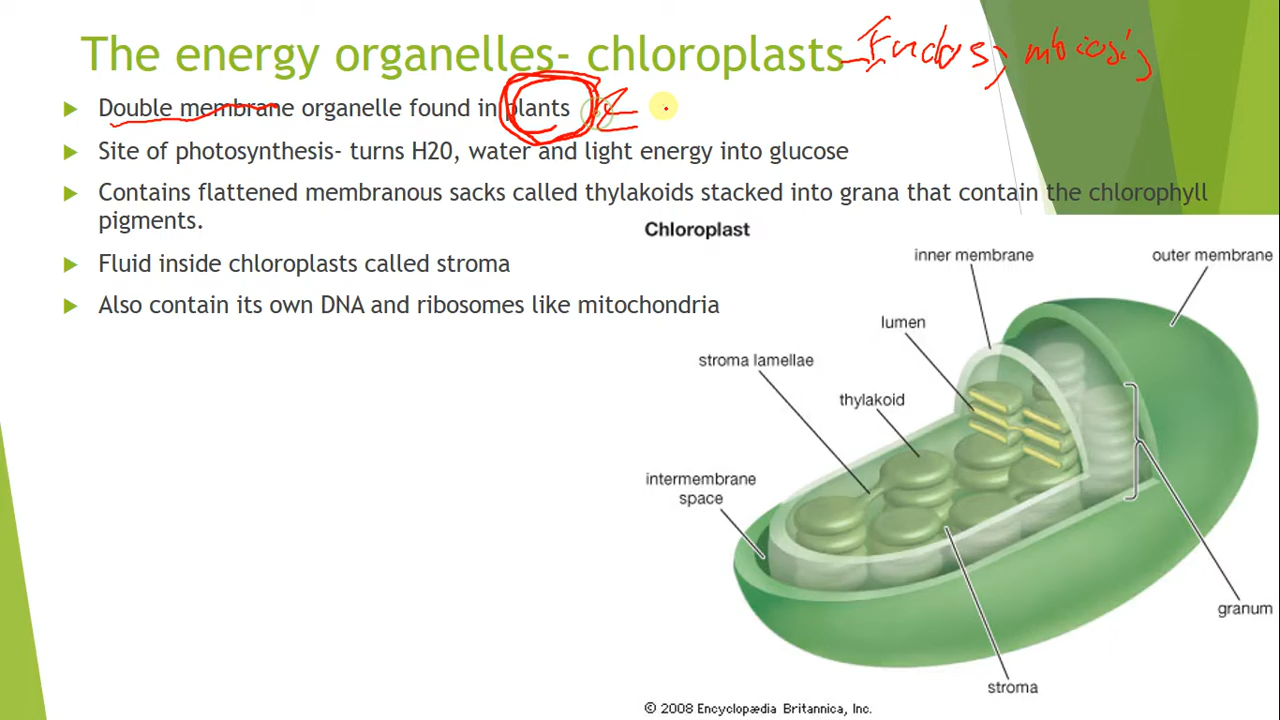 The energy organelles- chloroplasts - Endosymbiosis
Double membrane organelle found in plants
Site of photosynthesis- turns H20, water and light energy into glucose
Contains flattened membranous sacks called thylakoids stacked into grana that contain the chlorophyll
pigments.
Fluid inside chloroplasts called stroma
Also contain its own DNA and ribosomes like mitochondria
Chloroplast
inner membrane
outer membrane
lumen
stroma lamellae
thylakoid
intermembrane
space
granum
stroma
© 2008 Encyclopædia Britannica, Inc.